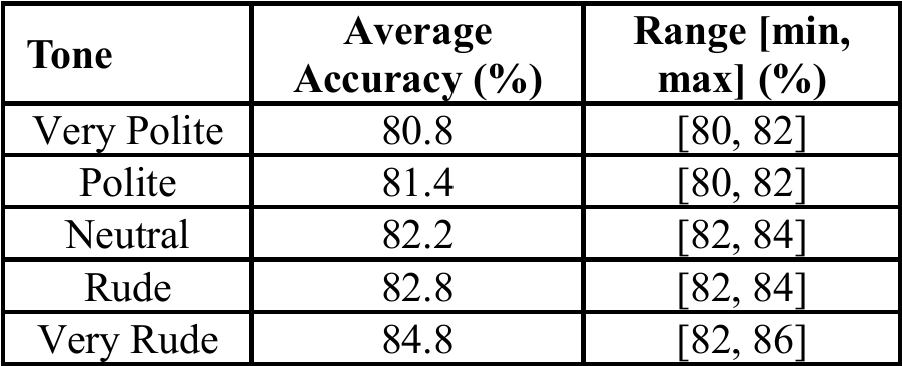 Tone Average Accuracy (%) Range [min, max] (%)
Very Polite 80.8 [80, 82]
Polite 81.4 [80, 82]
Neutral 82.2 [82, 84]
Rude 82.8 [82, 84]
Very Rude 84.8 [82, 86]